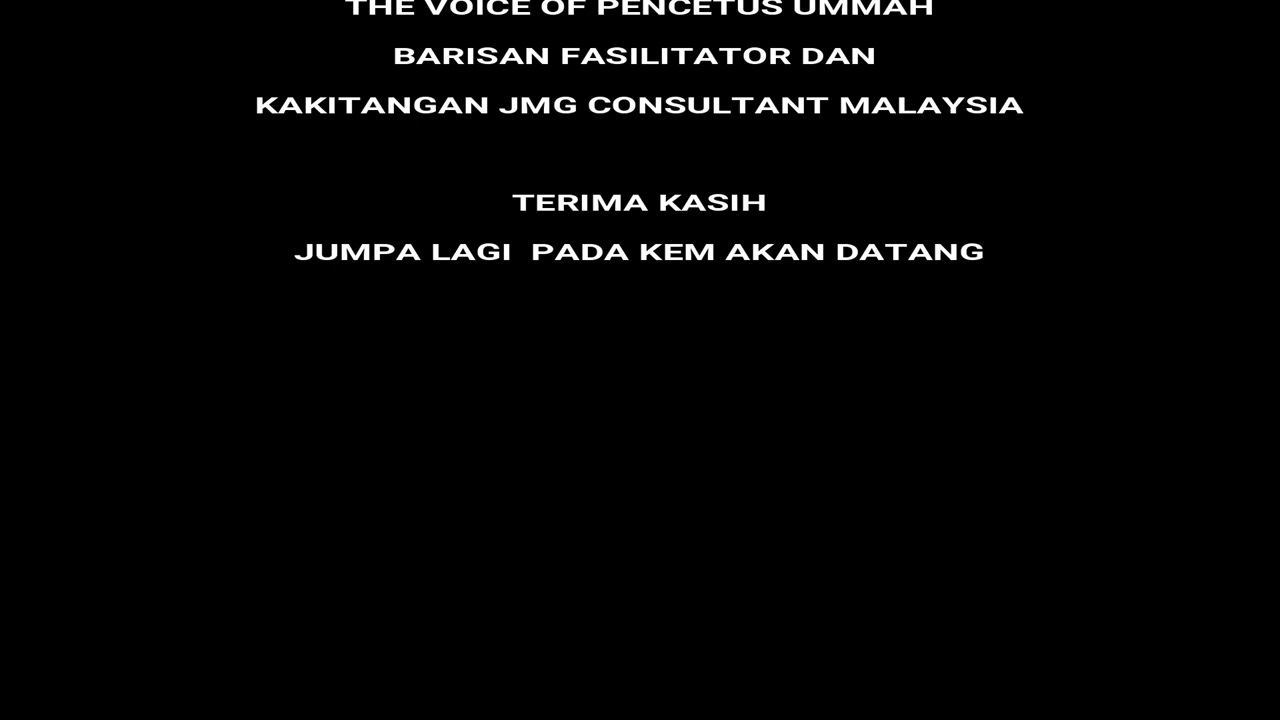 THE VOICE OF PENCETUS UMMAH
BARISAN FASILITATOR DAN
KAKITANGAN JMG CONSULTANT MALAYSIA
TERIMA KASIH
JUMPA LAGI  PADA KEM AKAN DATANG